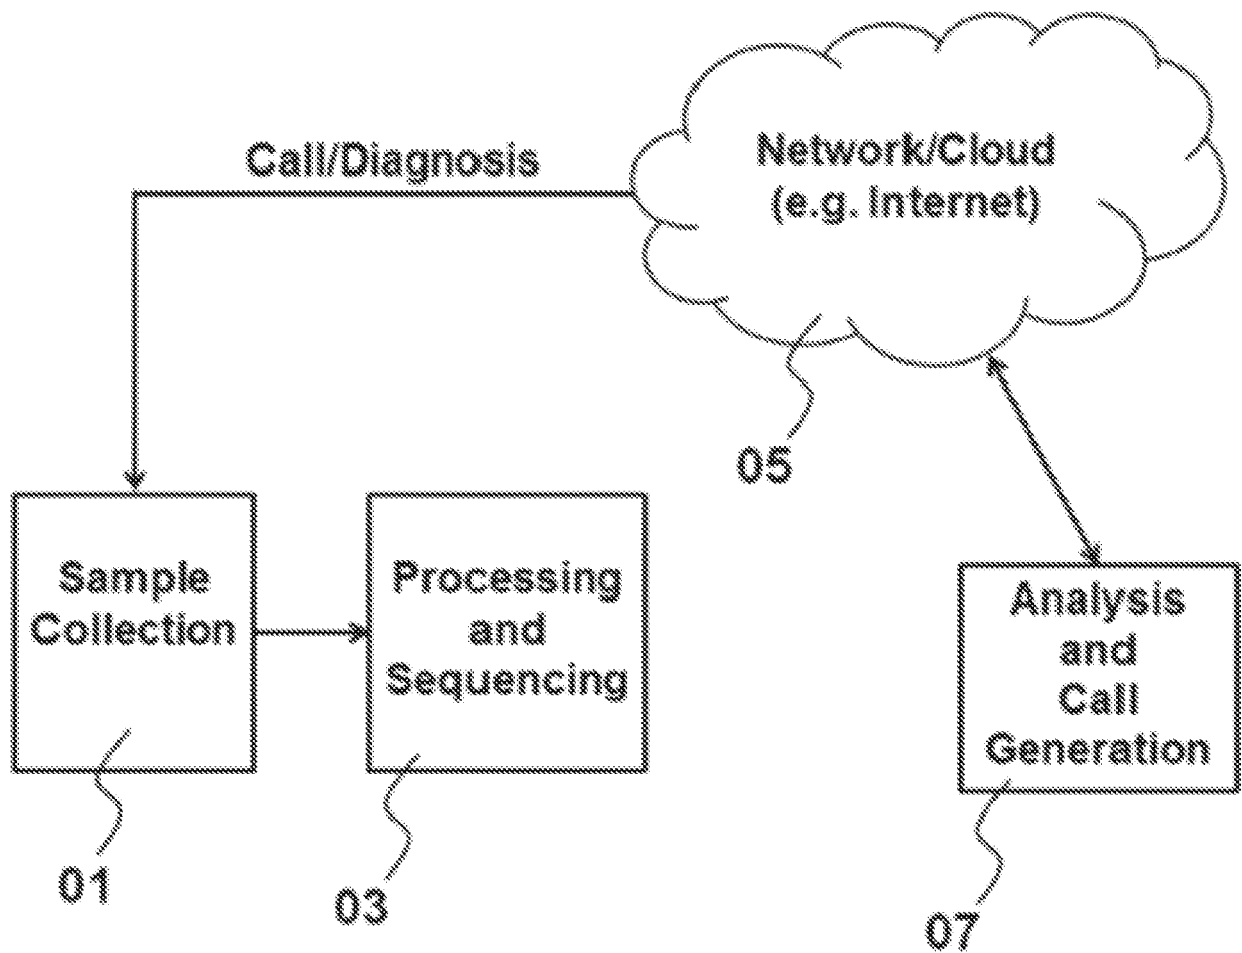 Network/Cloud
(e.g. Internet)
Call/Diagnosis
05
Sample
Collection
Processing
and
Sequencing
Analysis
and
Call
Generation
01
03
07